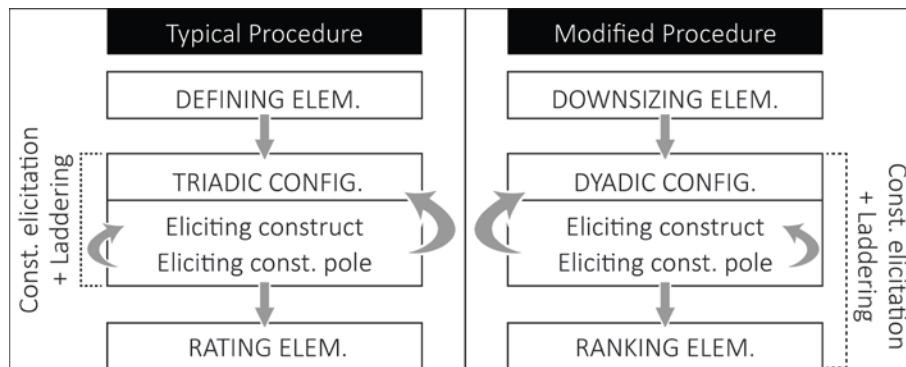 Typical Procedure
DEFINING ELEM.
Const. elicitation
+ Laddering
TRIADIC CONFIG.
Eliciting construct
Eliciting const. pole
RATING ELEM.
Modified Procedure
DOWNSIZING ELEM.
DYADIC CONFIG.
Eliciting construct
Eliciting const. pole
Const. elicitation
+ Laddering
RANKING ELEM.